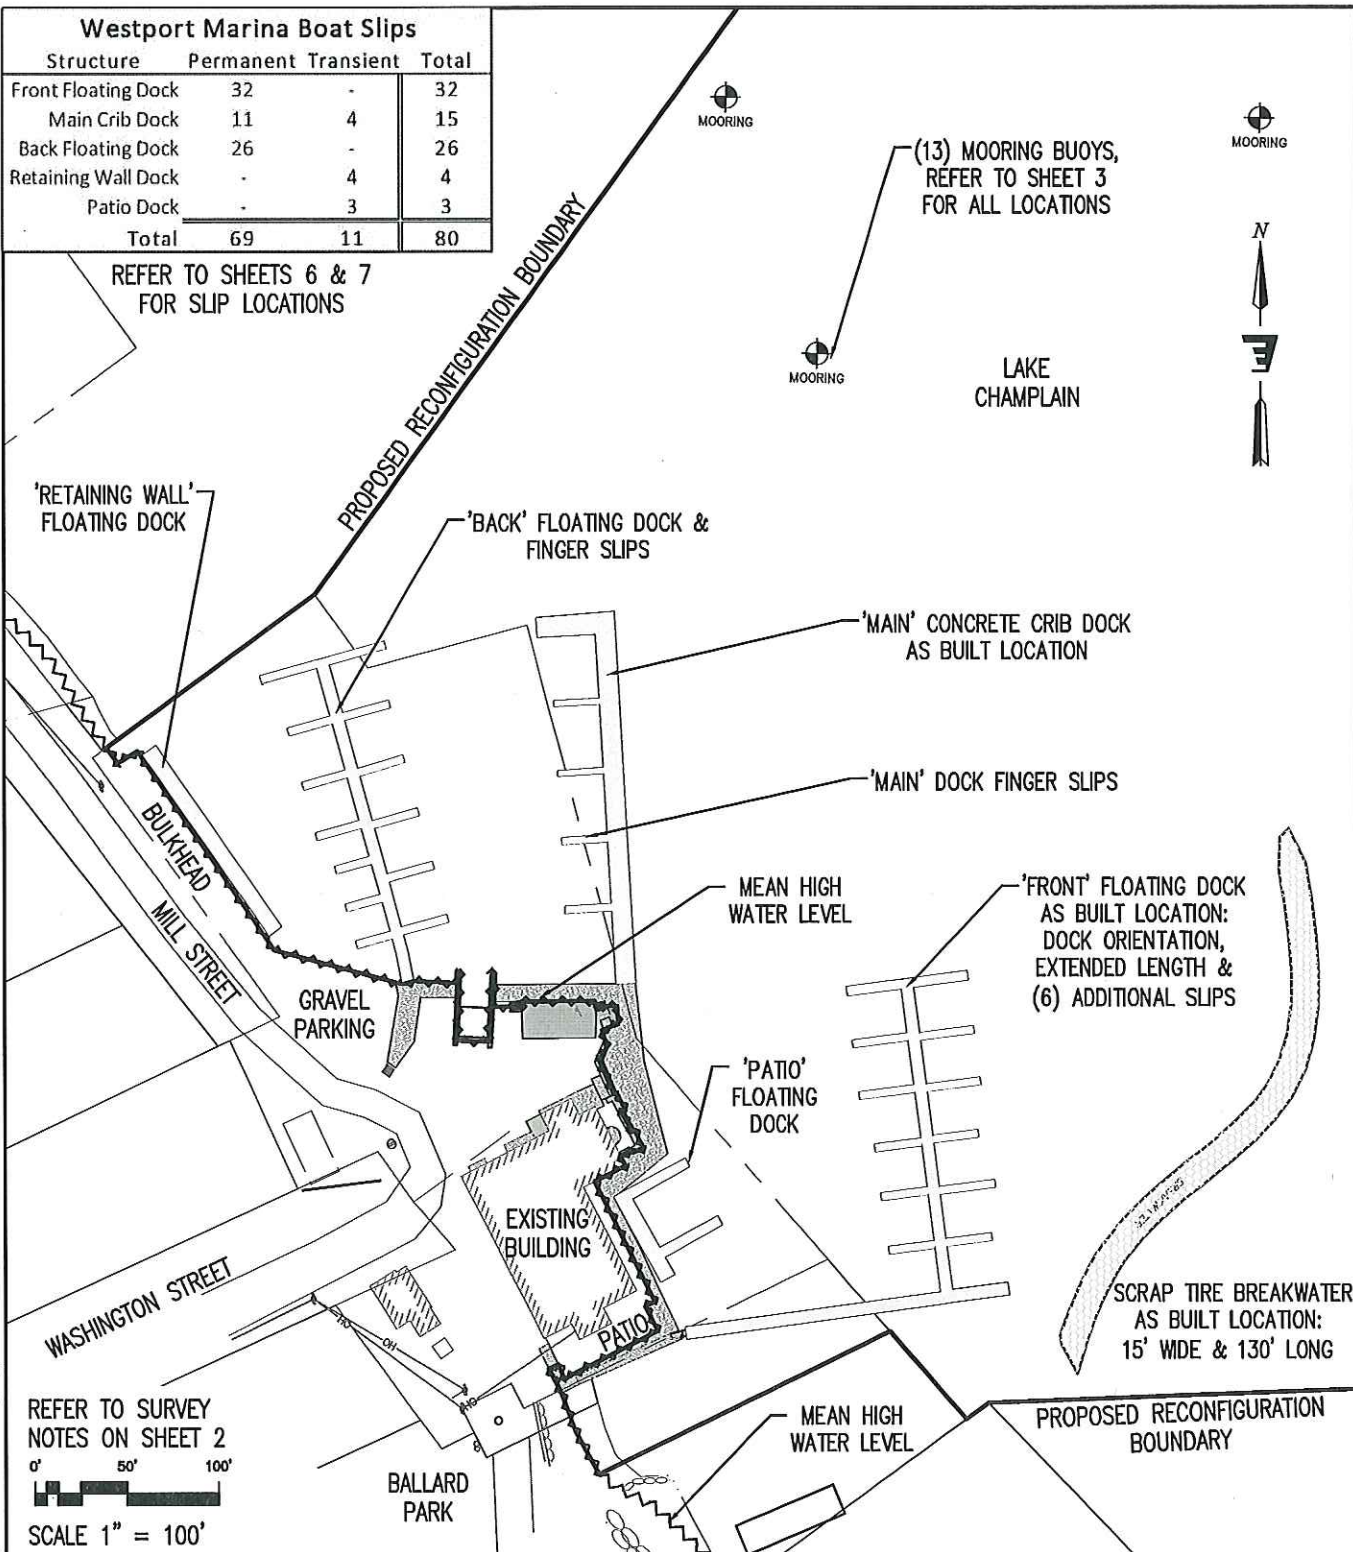 Westport Marina Boat Slips
Structure Permanent Transient Total
Front Floating Dock 32 - 32
Main Crib Dock 11 4 15
Back Floating Dock 26 - 26
Retaining Wall Dock - 4 4
Patio Dock - 3 3
Total 69 11 80
REFER TO SHEETS 6 & 7
FOR SLIP LOCATIONS
MOORING
MOORING
(13) MOORING BUOYS,
REFER TO SHEET 3
FOR ALL LOCATIONS
N
PROPOSED RECONFIGURATION BOUNDARY
MOORING
LAKE
CHAMPLAIN
'RETAINING WALL'
FLOATING DOCK
'BACK' FLOATING DOCK &
FINGER SLIPS
'MAIN' CONCRETE CRIB DOCK
AS BUILT LOCATION
'MAIN' DOCK FINGER SLIPS
BULKHEAD
MILL STREET
MEAN HIGH
WATER LEVEL
'FRONT' FLOATING DOCK
AS BUILT LOCATION:
DOCK ORIENTATION,
EXTENDED LENGTH &
(6) ADDITIONAL SLIPS
GRAVEL
PARKING
'PATIO'
FLOATING
DOCK
EXISTING
BUILDING
WASHINGTON STREET
OH
OH
OH
PATIO
SCRAP TIRE BREAKWATER
AS BUILT LOCATION:
15' WIDE & 130' LONG
REFER TO SURVEY
NOTES ON SHEET 2
0' 50' 100'
SCALE 1" = 100'
BALLARD
PARK
MEAN HIGH
WATER LEVEL
PROPOSED RECONFIGURATION
BOUNDARY